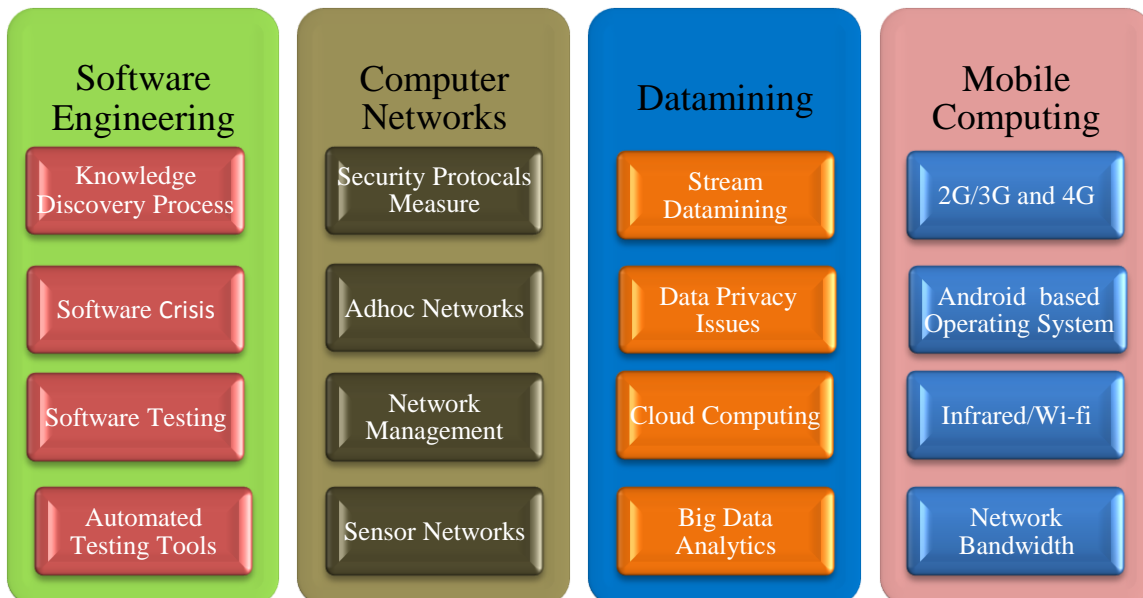 Software
Engineering
Knowledge
Discovery Process
Software Crisis
Software Testing
Automated
Testing Tools
Computer
Networks
Security Protocals
Measure
Adhoc Networks
Network
Management
Sensor Networks
Datamining
Stream
Datamining
Data Privacy
Issues
Cloud Computing
Big Data
Analytics
Mobile
Computing
2G/3G and 4G
Android based
Operating System
Infrared/Wi-fi
Network
Bandwidth